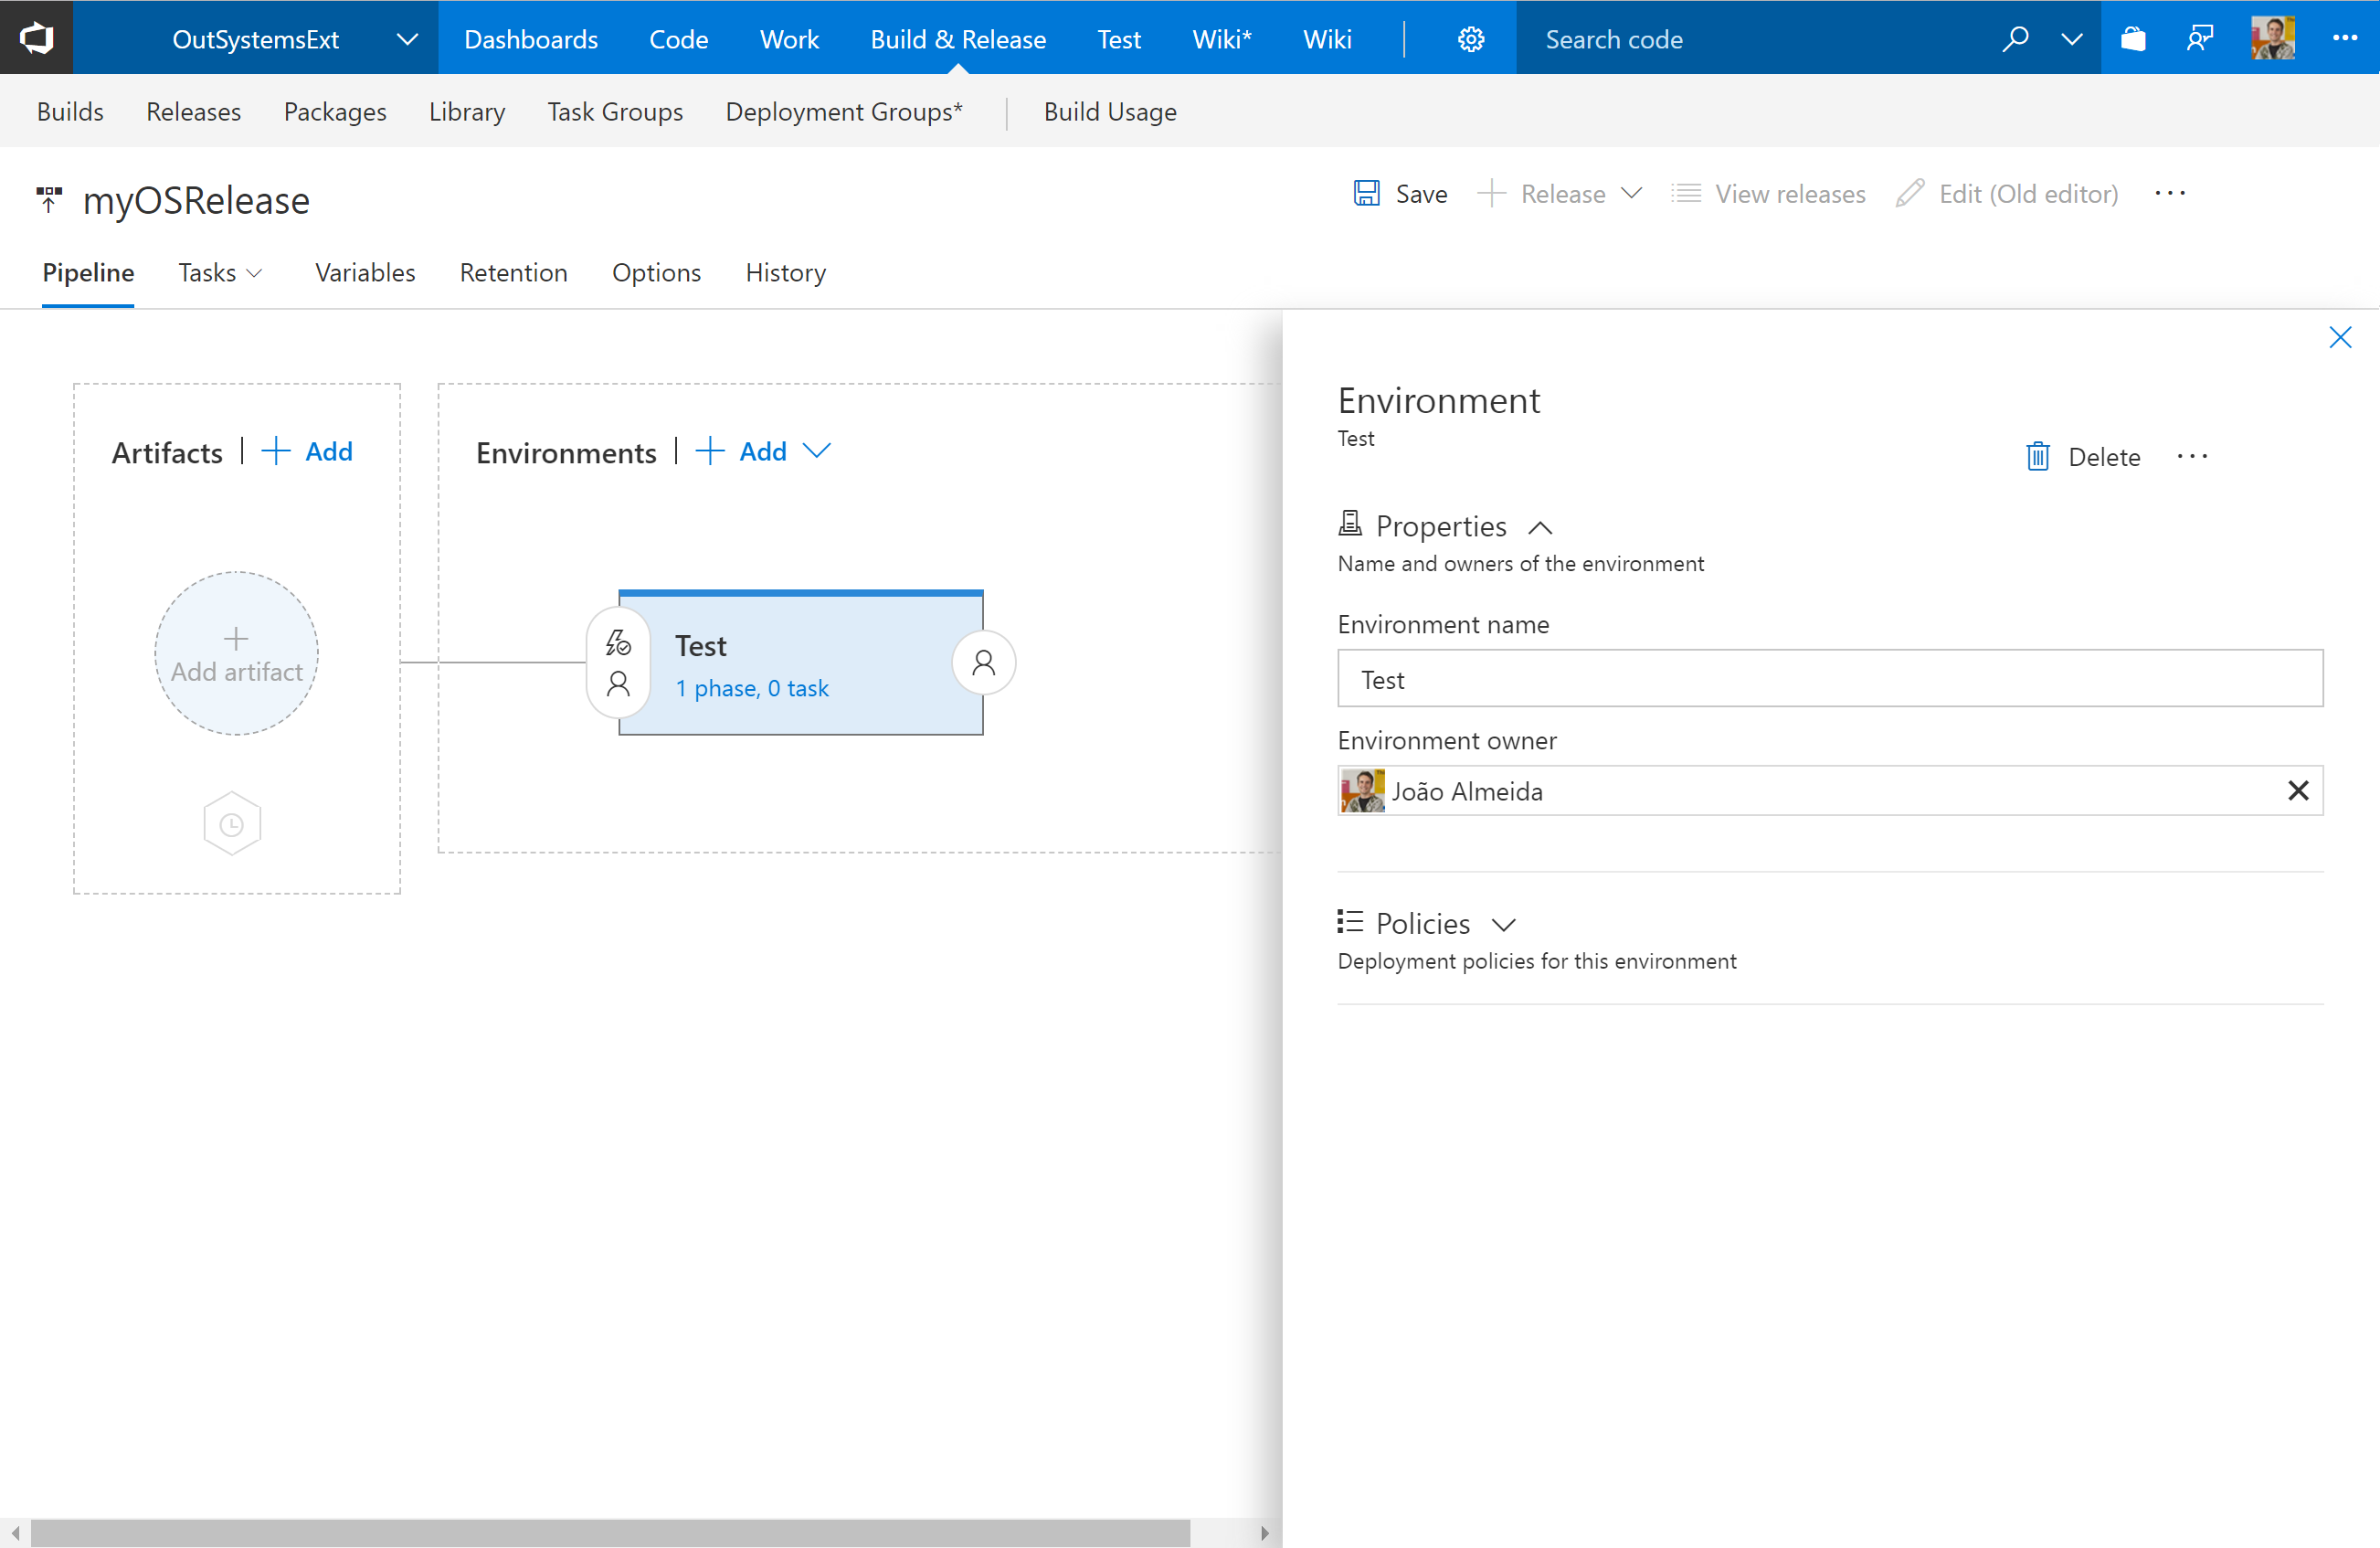 OutSystemsExt Dashboards Code Work Build & Release Test Wiki* Wiki Search code
Builds Releases Packages Library Task Groups Deployment Groups* Build Usage
myOSRelease
Save Release View releases Edit (Old editor) ...
Pipeline Tasks Variables Retention Options History
Artifacts | + Add
Environments | + Add
Add artifact
Test
1 phase, 0 task
Environment
Test
Delete ...
Properties
Name and owners of the environment
Environment name
Test
Environment owner
João Almeida
Policies
Deployment policies for this environment